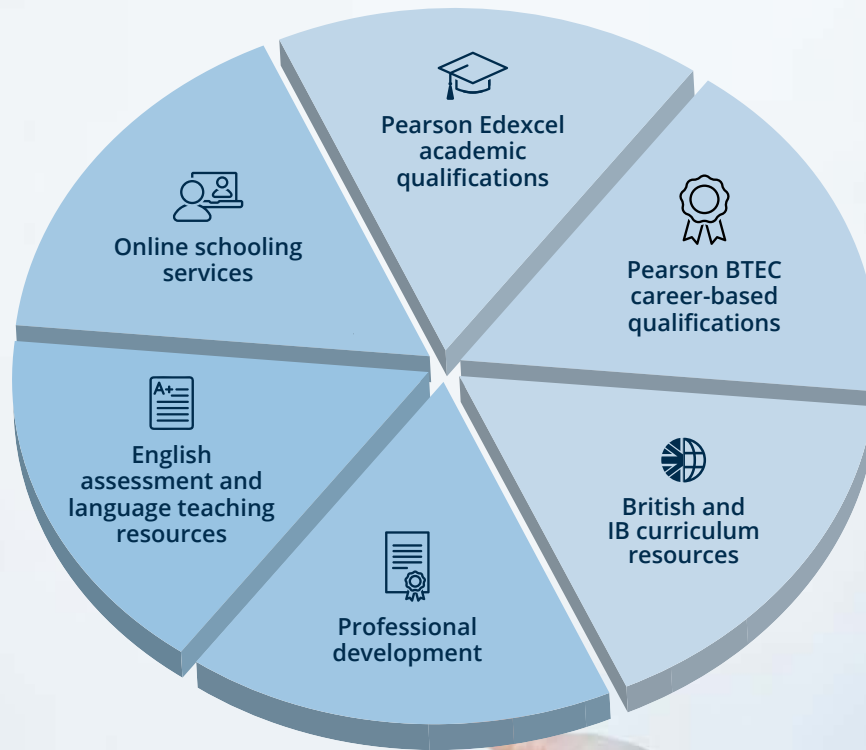 Pearson Edexcel
academic
qualifications
Pearson BTEC
career-based
qualifications
British and
IB curriculum
resources
Professional
development
English
assessment and
language teaching
resources
A+
Online schooling
services